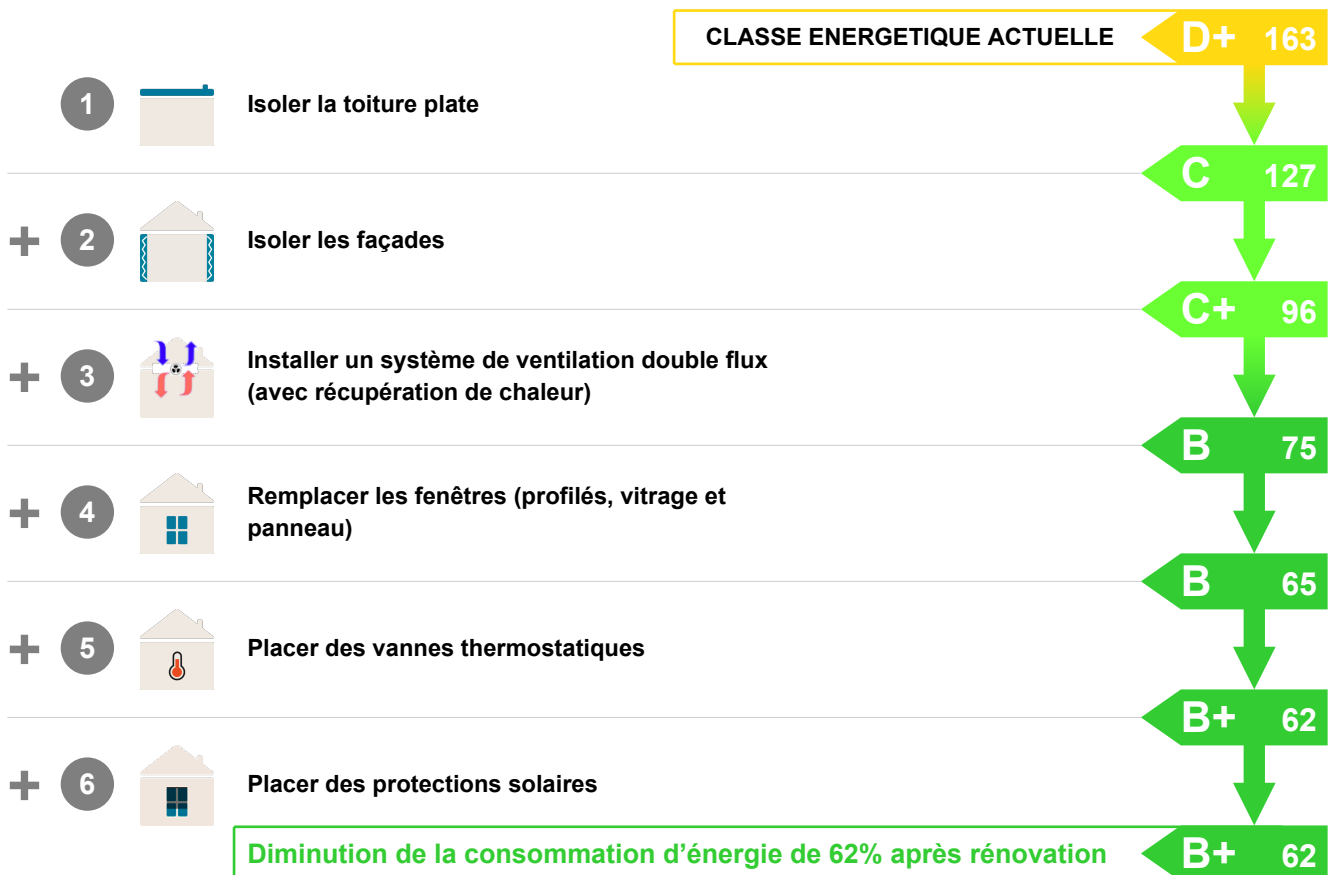 CLASSE ENERGETIQUE ACTUELLE D+ 163
1 Isoler la toiture plate
C 127
+ 2 Isoler les façades
C+ 96
+ 3 Installer un système de ventilation double flux
(avec récupération de chaleur)
B 75
+ 4 Remplacer les fenêtres (profilés, vitrage et
panneau)
B 65
+ 5 Placer des vannes thermostatiques
B+ 62
+ 6 Placer des protections solaires
Diminution de la consommation d’énergie de 62% après rénovation B+ 62